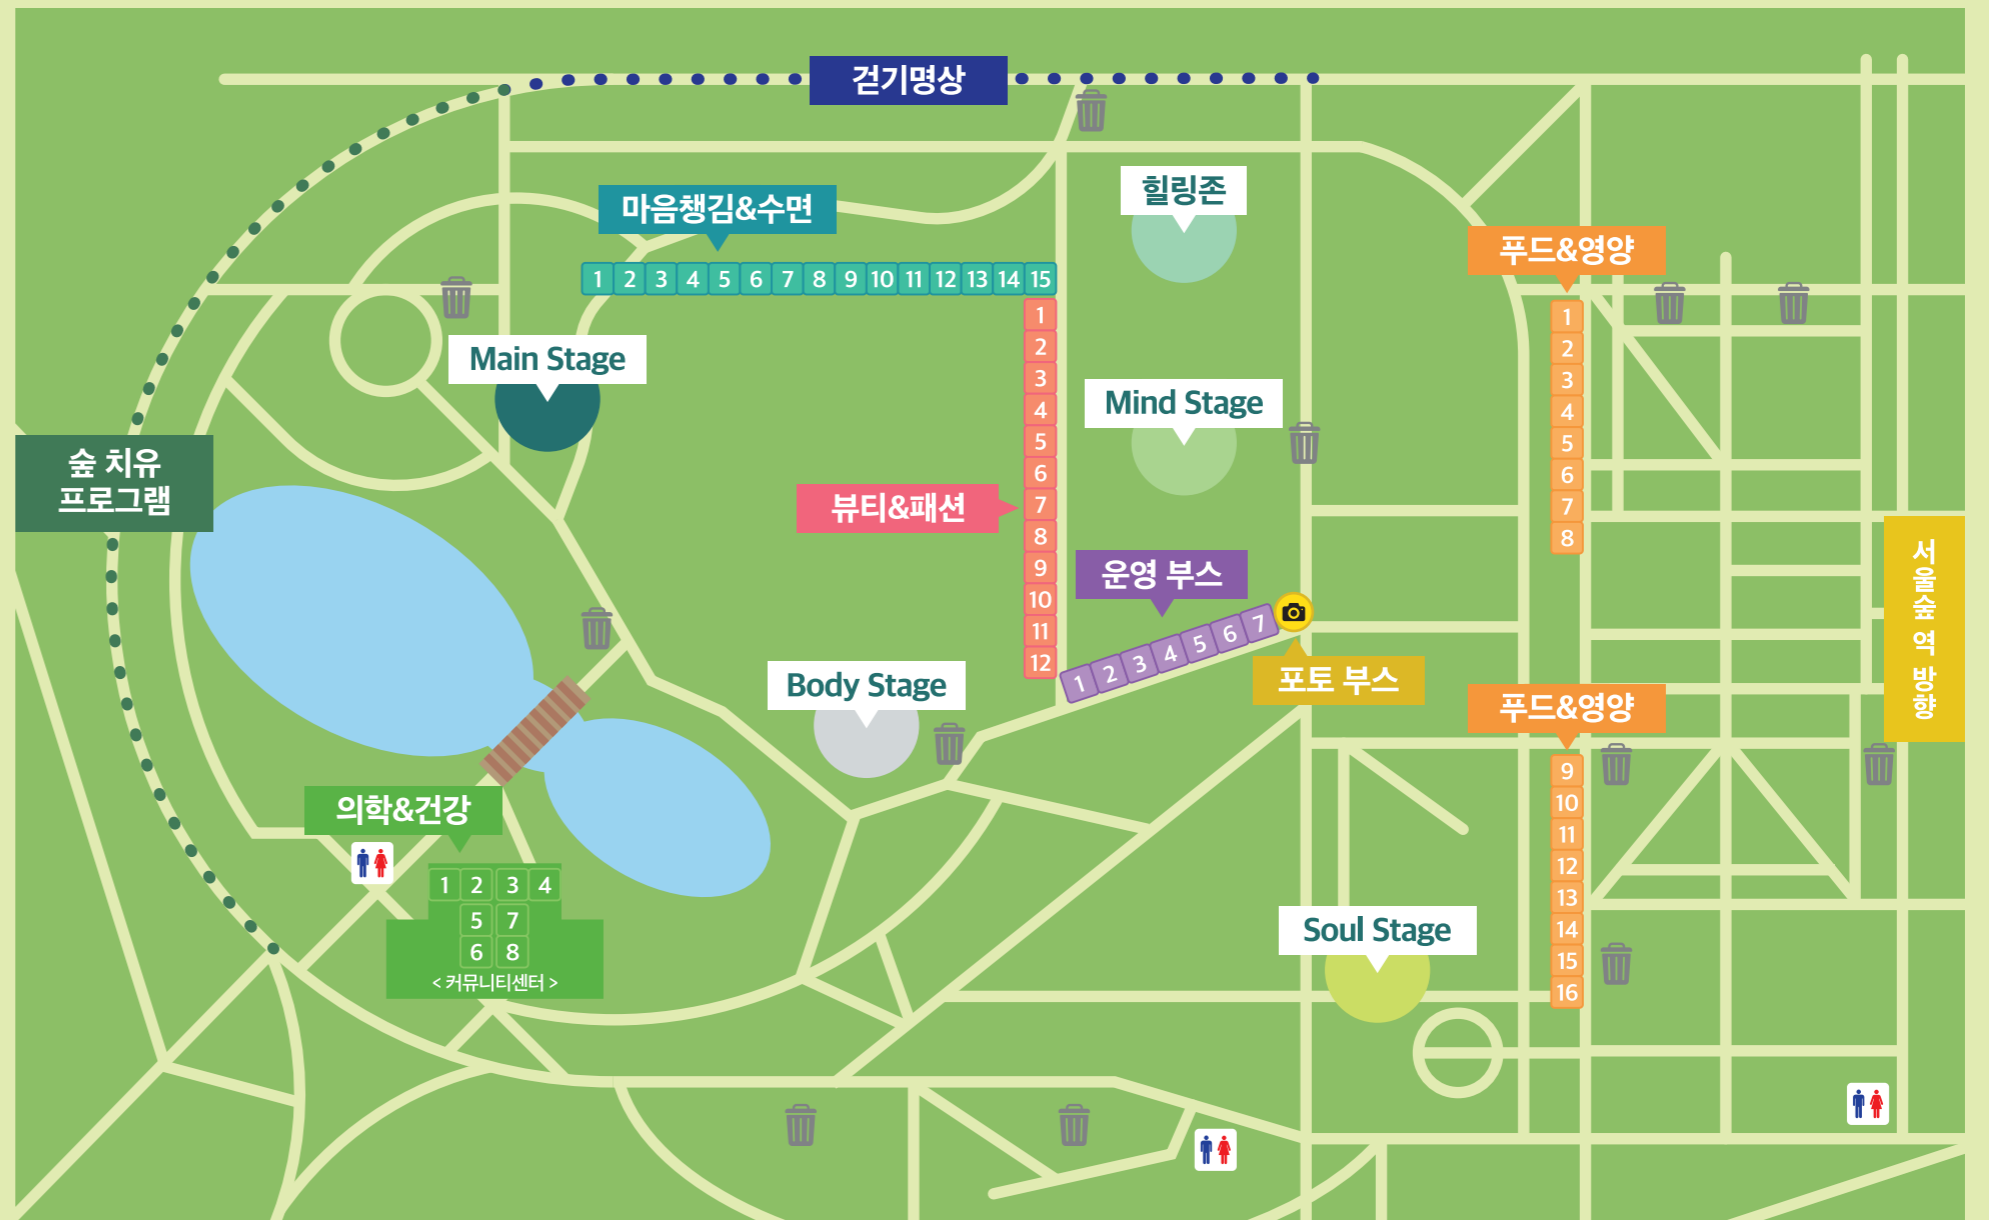 걷기명상
힐링존
마음챙김&수면
1 2 3 4 5 6 7 8 9 10 11 12 13 14 15
푸드&영양
1
2
3
4
5
6
7
8
Main Stage
Mind Stage
숲 치유
프로그램
뷰티&패션
1
2
3
4
5
6
7
8
9
10
11
12
운영 부스
1 2 3 4 5 6 7
포토 부스
서울숲 역 방향
Body Stage
푸드&영양
9
10
11
12
13
14
15
16
의학&건강
1 2 3 4
5 7
6 8
< 커뮤니티센터 >
Soul Stage